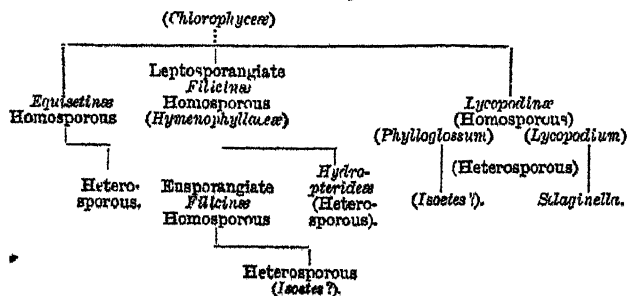 (Chlorophyceæ)
Leptosporangiate
Filicinæ
Homosporous
(Hymenophyllaceæ)
Equisetinæ
Homosporous
Lycopodinæ
(Homosporous)
(Phylloglossum) (Lycopodium)
(Heterosporous)
Hetero-
sporous.
Eusporangiate
Filicinæ
Homosporous
Hydro-
pterideæ
(Hetero-
sporous).
(Isoetes?).
Selaginella.
Heterosporous
(Isoetes?).